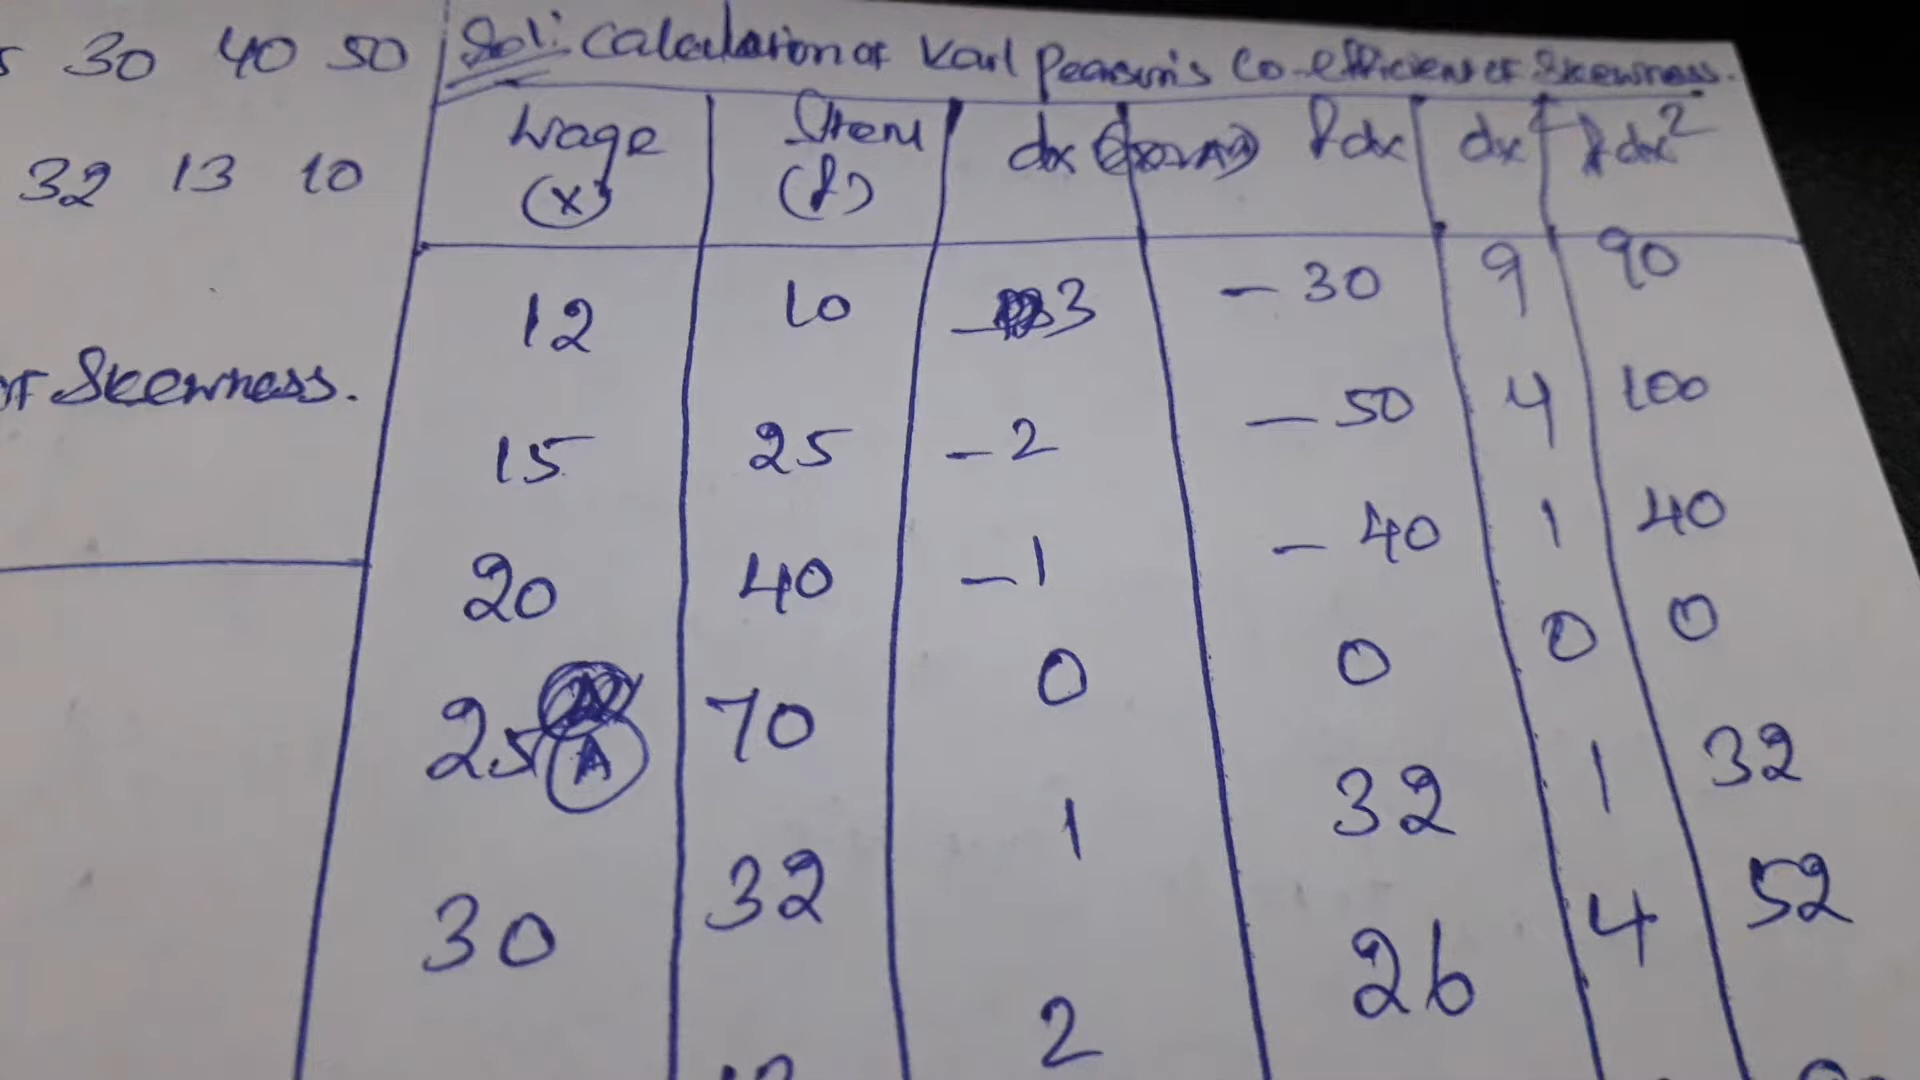 30 40 50
32 13 10
of Skewness.
Sol: Calculation of Karl Pearson's Co-efficient of Skewness.
Wage (x) Item (f) dx fdx dx² fdx²
12 10 -3 -30 9 90
15 25 -2 -50 4 100
20 40 -1 -40 1 40
25 A 70 0 0 0 0
30 32 1 32 1 32
2 26 4 52